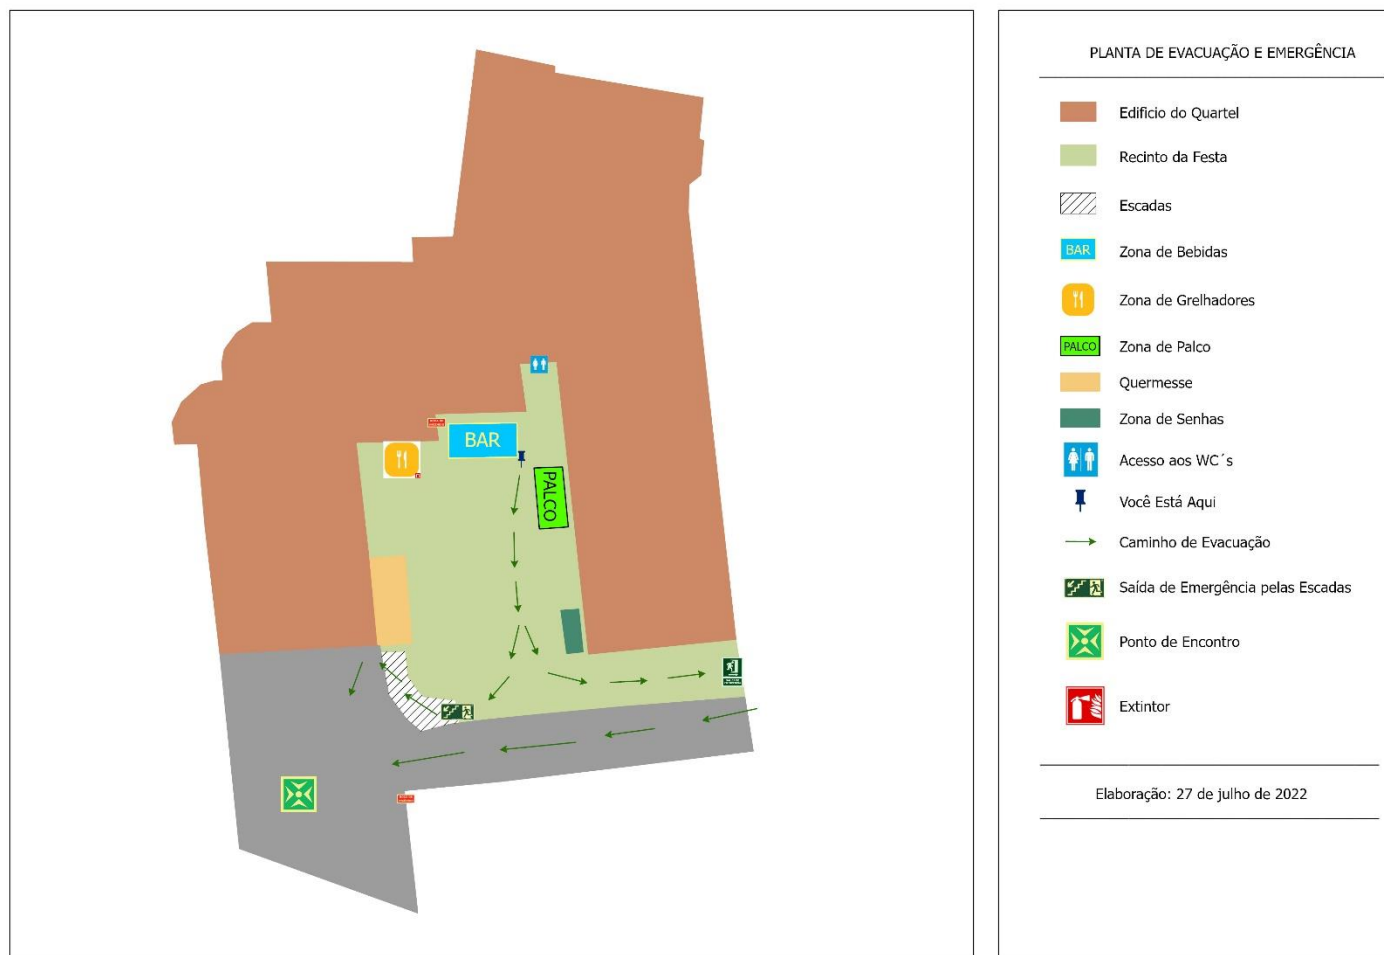 PLANTA DE EVACUAÇÃO E EMERGÊNCIA
Edificio do Quartel
Recinto da Festa
Escadas
BAR
Zona de Bebidas
Zona de Grelhadores
PALCO
Zona de Palco
Quermesse
Zona de Senhas
Acesso aos WC´s
Você Está Aqui
Caminho de Evacuação
Saída de Emergência pelas Escadas
Ponto de Encontro
Extintor
Elaboração: 27 de julho de 2022
BAR
PALCO